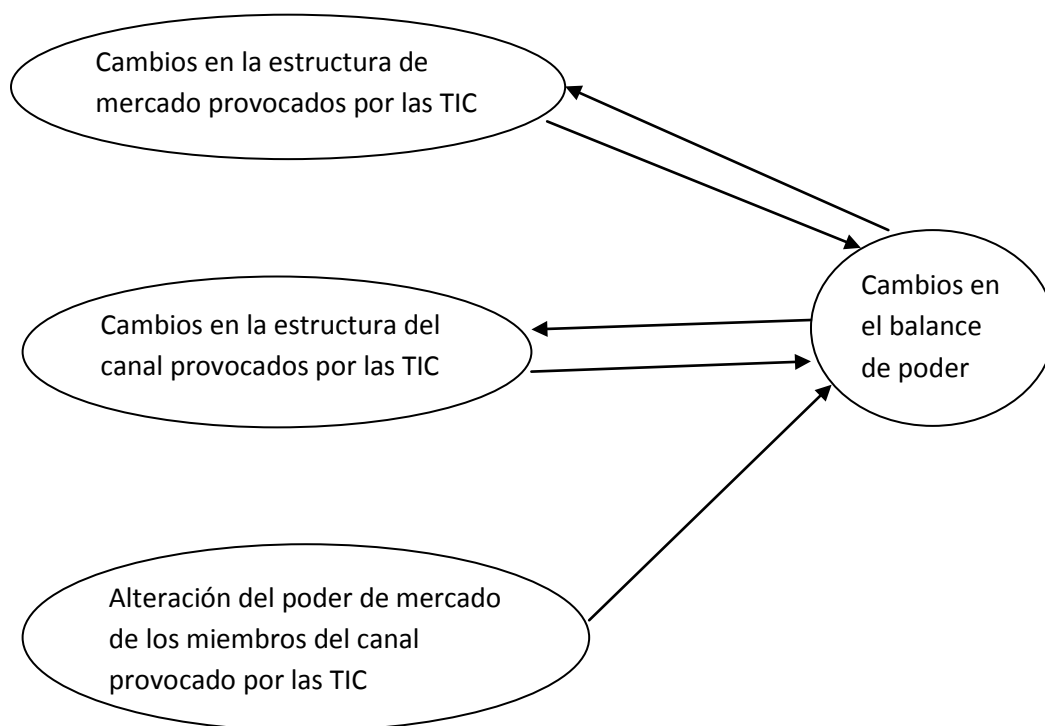 Cambios en la estructura de
mercado provocados por las TIC
Cambios en la estructura del
canal provocados por las TIC
Cambios en
el balance
de poder
Alteración del poder de mercado
de los miembros del canal
provocado por las TIC